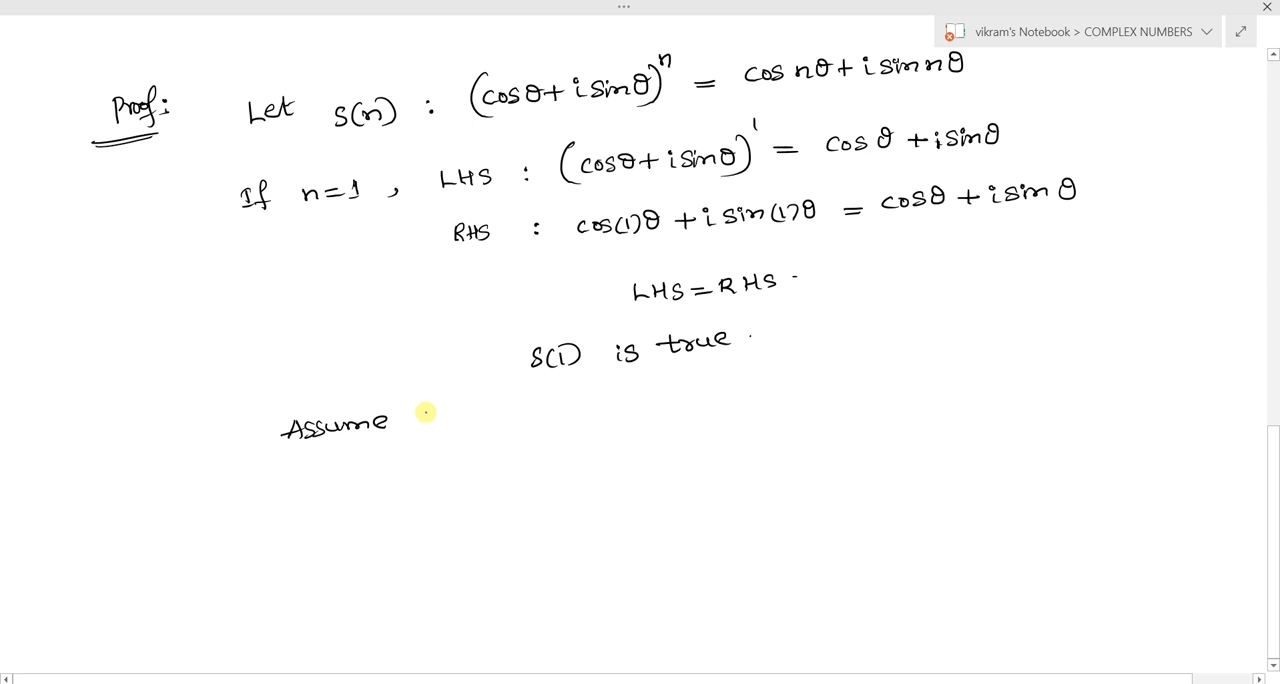 vikram's Notebook > COMPLEX NUMBERS
Proof: Let S(n) : (cosθ + i sinθ)ⁿ = cos nθ + i sin nθ
If n=1, LHS : (cosθ + i sinθ)¹ = cos θ + i sinθ
RHS : cos(1)θ + i sin(1)θ = cosθ + i sin θ
LHS = RHS.
S(1) is true.
Assume